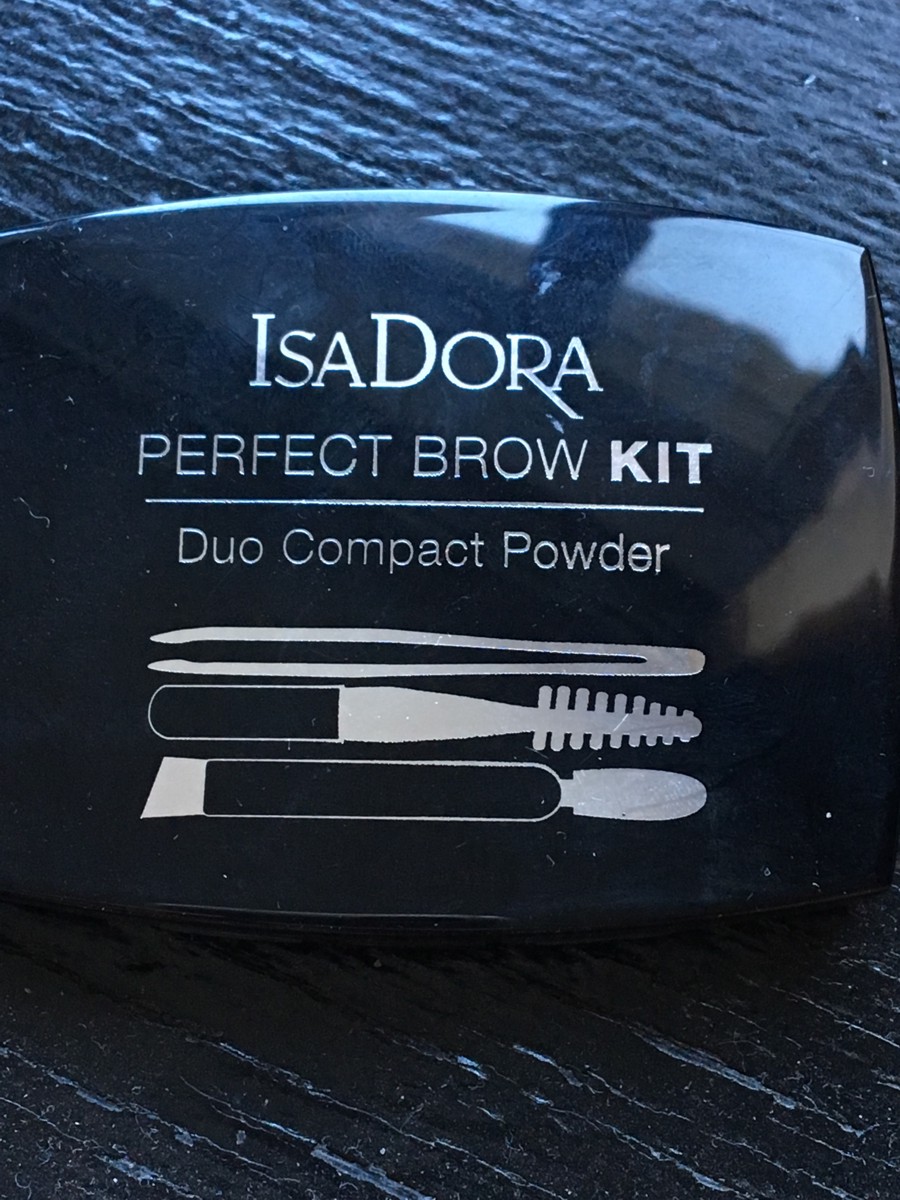 IsaDora
PERFECT BROW KIT
Duo Compact Powder